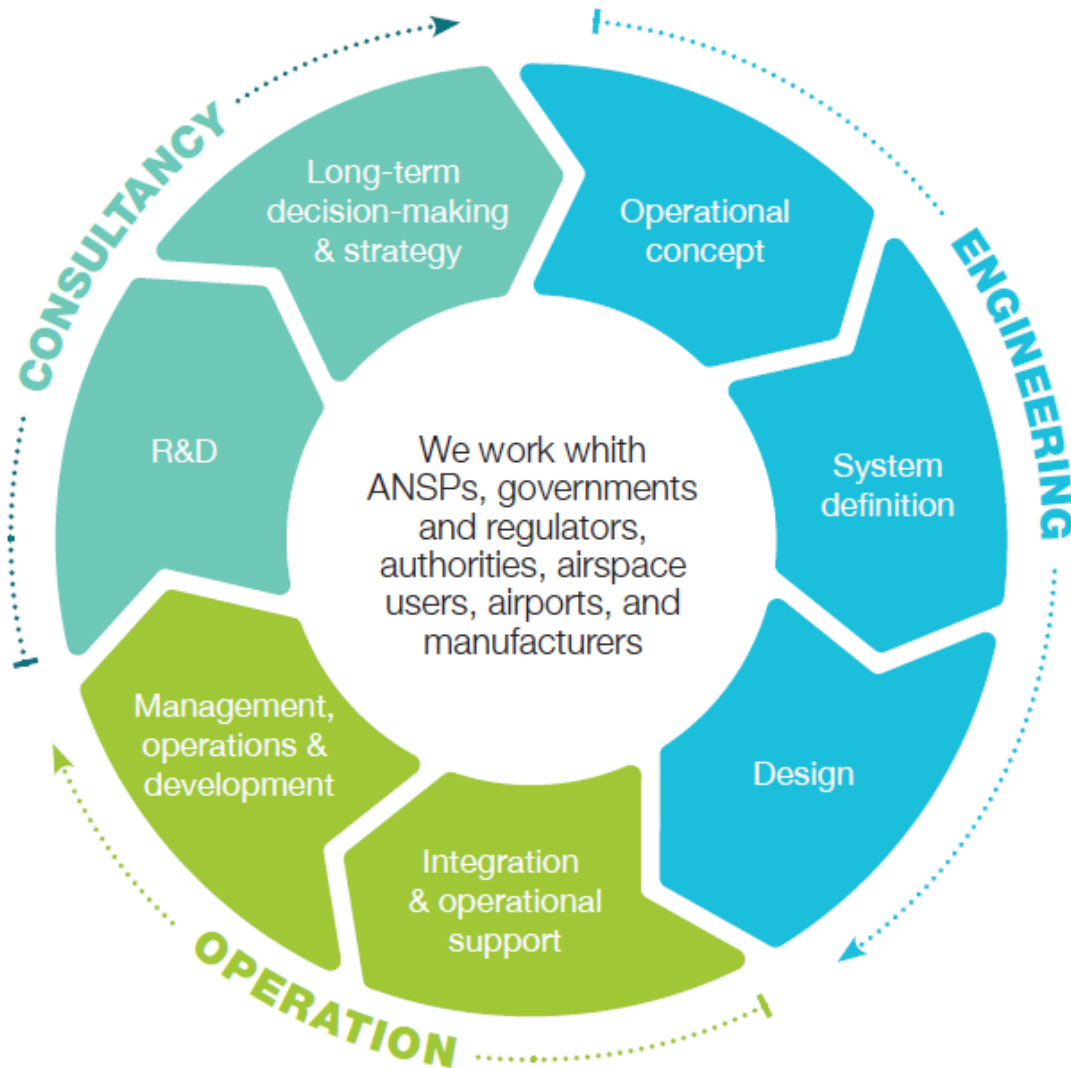 CONSULTANCY
Long-term
decision-making
& strategy
R&D
ENGINEERING
Operational
concept
System
definition
Design
OPERATION
Integration
& operational
support
Management,
operations &
development
We work whith
ANSPs, governments
and regulators,
authorities, airspace
users, airports, and
manufacturers